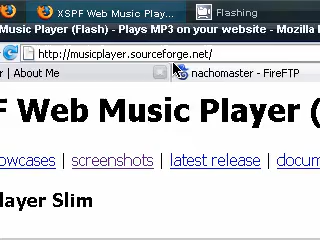 XSPF Web Music Play... Flashing
Music Player (Flash) - Plays MP3 on your website - Mozilla
http://musicplayer.sourceforge.net/
r | About Me nachomaster - FireFTP
F Web Music Player (
owcases | screenshots | latest release | docum
layer Slim